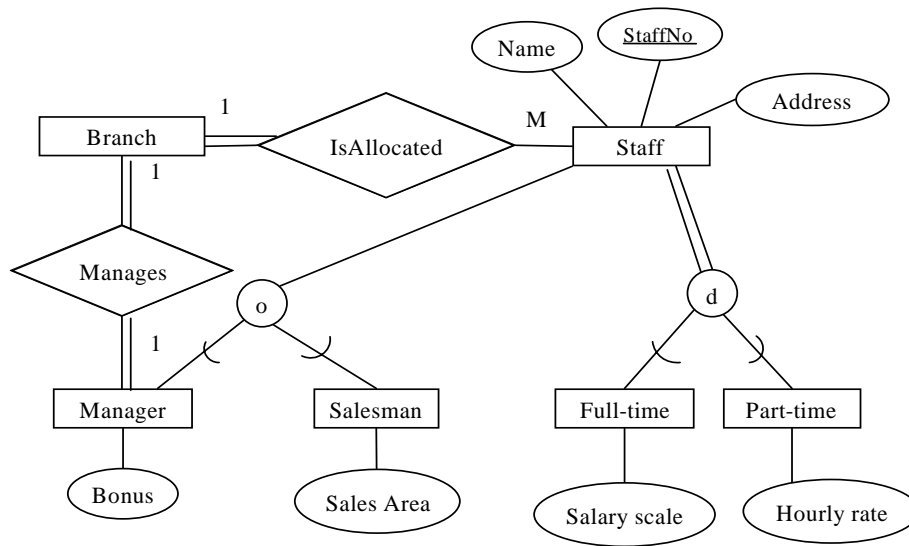 StaffNo
Name
Address
1
M
Branch
IsAllocated
Staff
1
Manages
o
d
1
Manager
Salesman
Full-time
Part-time
Bonus
Sales Area
Salary scale
Hourly rate